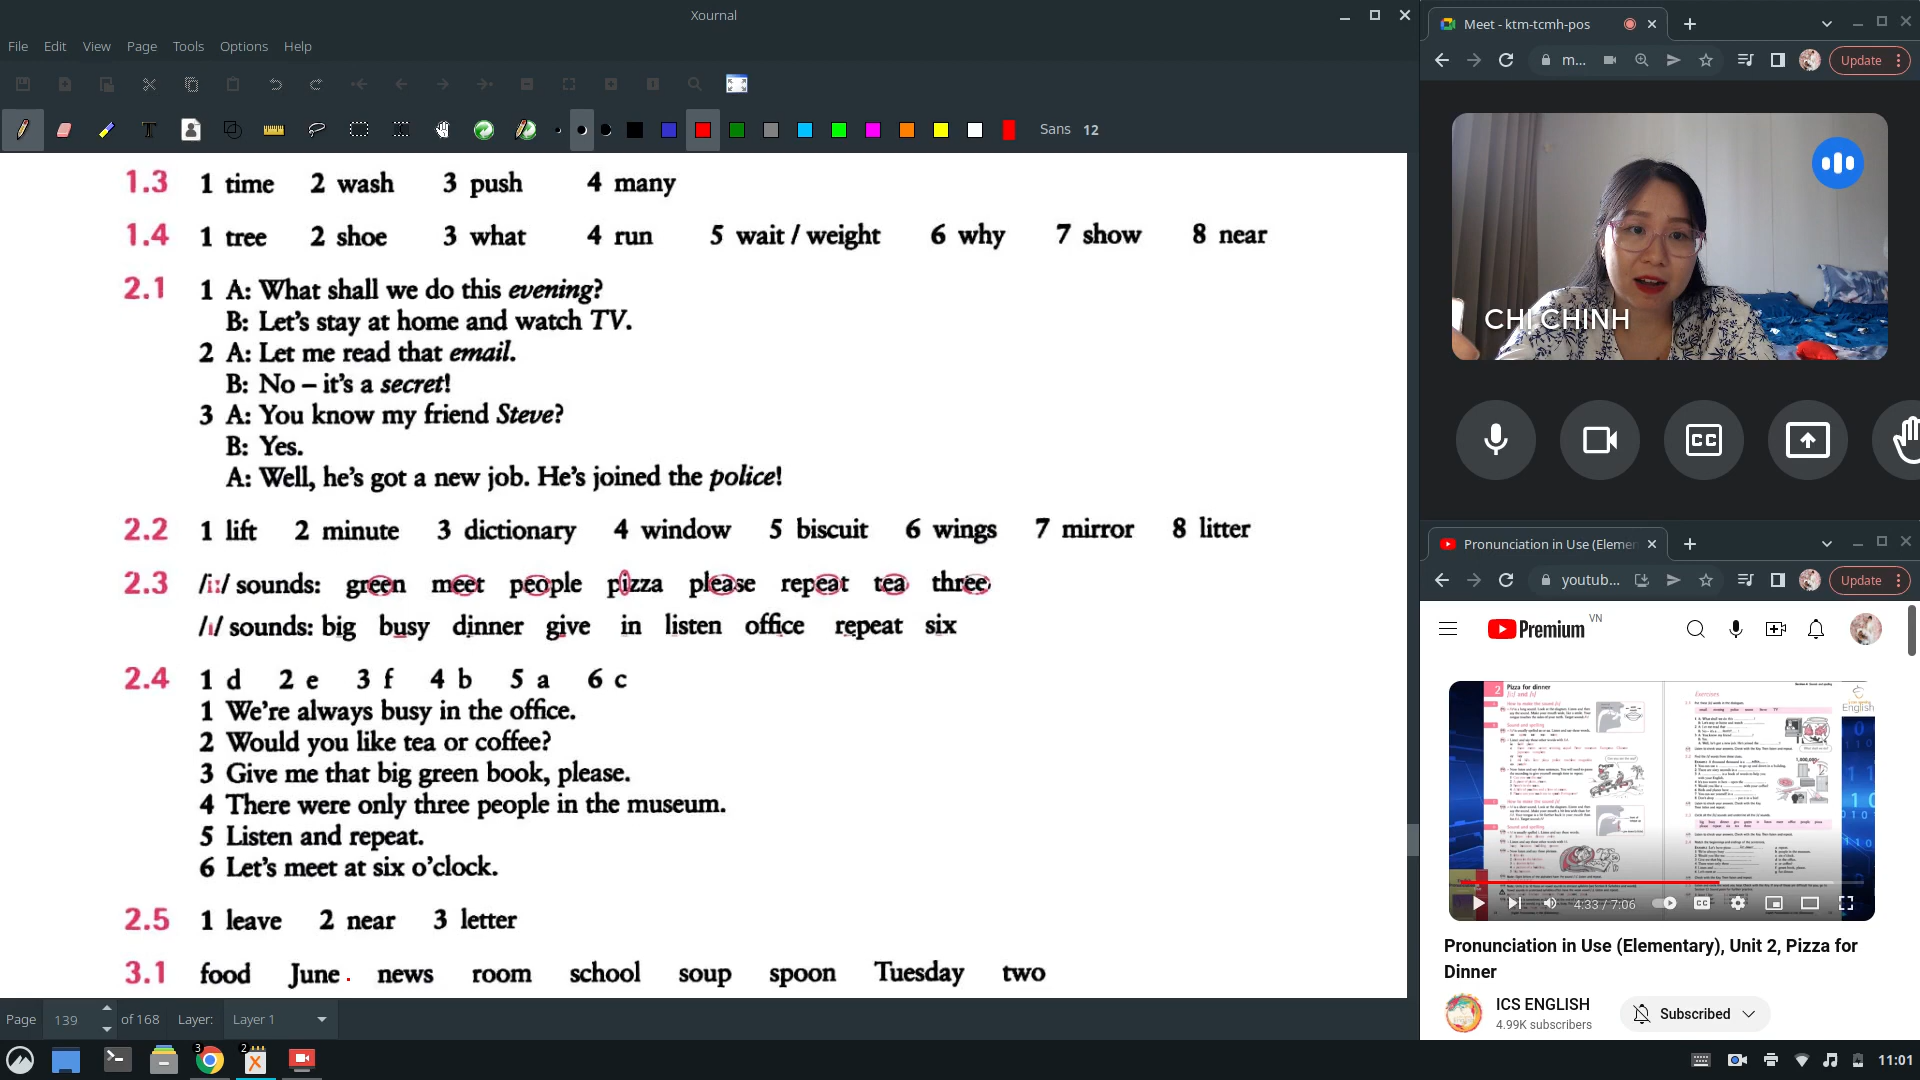 Xournal
File Edit View Page Tools Options Help
Sans 12
1.3 1 time 2 wash 3 push 4 many
1.4 1 tree 2 shoe 3 what 4 run 5 wait / weight 6 why 7 show 8 near
2.1 1 A: What shall we do this evening?
B: Let's stay at home and watch TV.
2 A: Let me read that email.
B: No – it's a secret!
3 A: You know my friend Steve?
B: Yes.
A: Well, he's got a new job. He's joined the police!
2.2 1 lift 2 minute 3 dictionary 4 window 5 biscuit 6 wings 7 mirror 8 litter
2.3 /iː/ sounds: green meet people pizza please repeat tea three
/ɪ/ sounds: big busy dinner give in listen office repeat six
2.4 1 d 2 e 3 f 4 b 5 a 6 c
1 We're always busy in the office.
2 Would you like tea or coffee?
3 Give me that big green book, please.
4 There were only three people in the museum.
5 Listen and repeat.
6 Let's meet at six o'clock.
2.5 1 leave 2 near 3 letter
3.1 food June news room school soup spoon Tuesday two
Page 139 of 168 Layer: Layer 1
Meet - ktm-tcmh-pos
m... Update
CHI CHINH
CC
Pronunciation in Use (Elemen
youtub... Update
Premium VN
2 Pizza for dinner
Exercises
English
4:33 / 7:06
Pronunciation in Use (Elementary), Unit 2, Pizza for
Dinner
ICS ENGLISH
4.99K subscribers
Subscribed
3 2 11:01